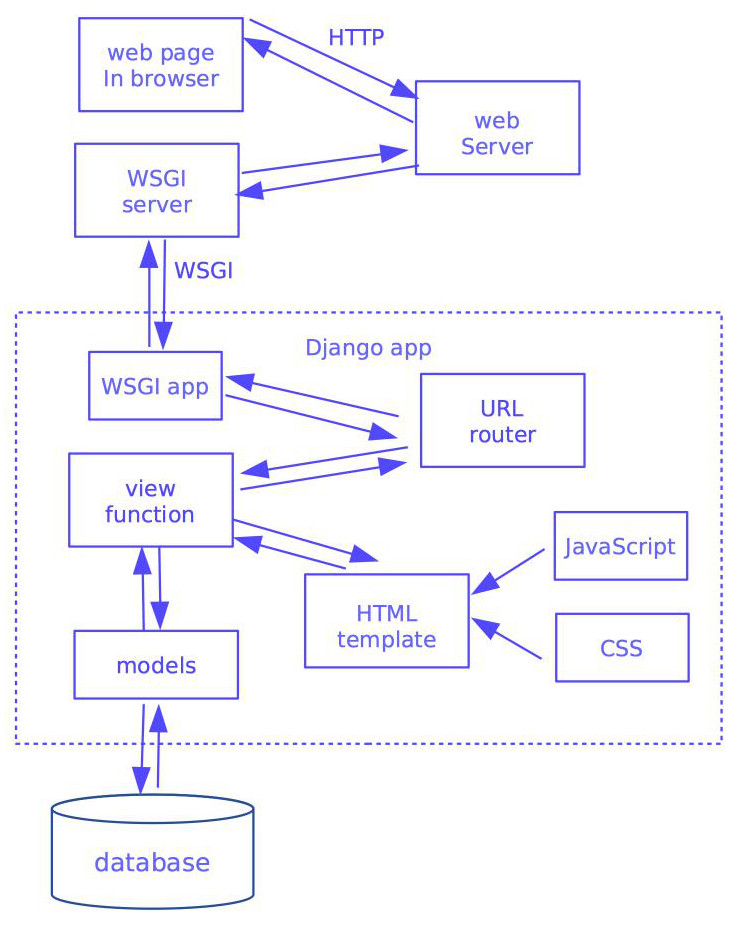 web page
In browser
HTTP
web
Server
WSGI
server
WSGI
Django app
WSGI app
URL
router
view
function
JavaScript
HTML
template
CSS
models
database